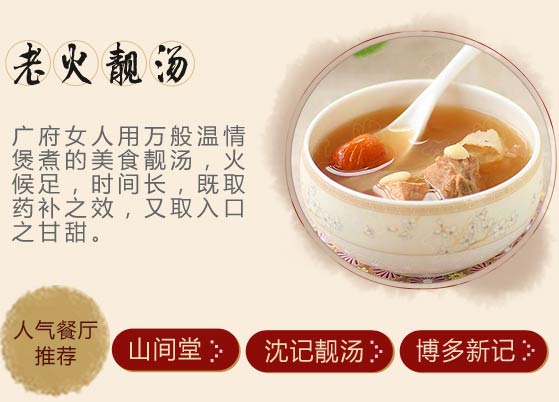 老火靓汤
广府女人用万般温情
煲煮的美食靓汤，火
候足，时间长，既取
药补之效，又取入口
之甘甜。
人气餐厅
推荐
山间堂
沈记靓汤
博多新记